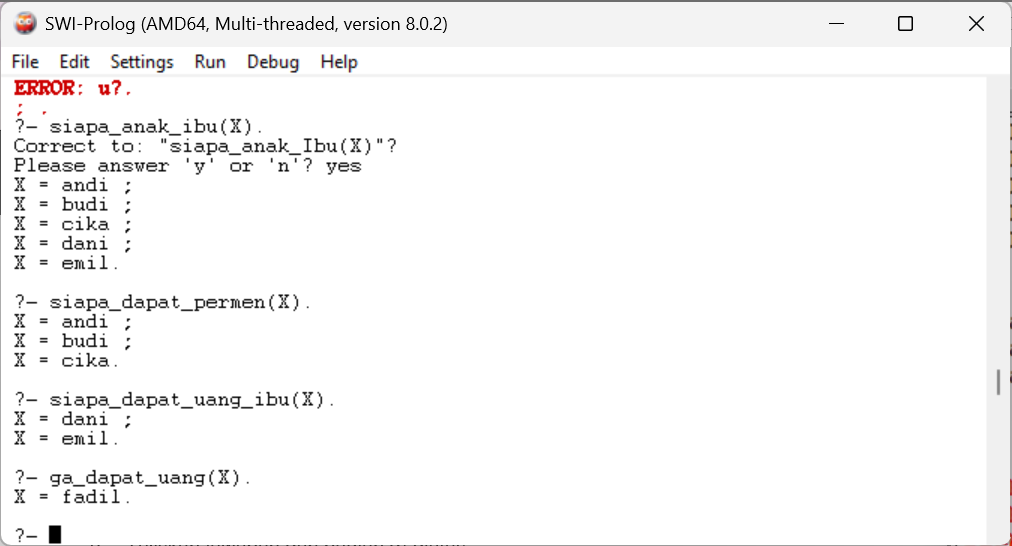 SWI-Prolog (AMD64, Multi-threaded, version 8.0.2)
File Edit Settings Run Debug Help
ERROR: u?.
; .
?- siapa_anak_ibu(X).
Correct to: "siapa_anak_Ibu(X)"?
Please answer 'y' or 'n'? yes
X = andi ;
X = budi ;
X = cika ;
X = dani ;
X = emil.
?- siapa_dapat_permen(X).
X = andi ;
X = budi ;
X = cika.
?- siapa_dapat_uang_ibu(X).
X = dani ;
X = emil.
?- ga_dapat_uang(X).
X = fadil.
?-